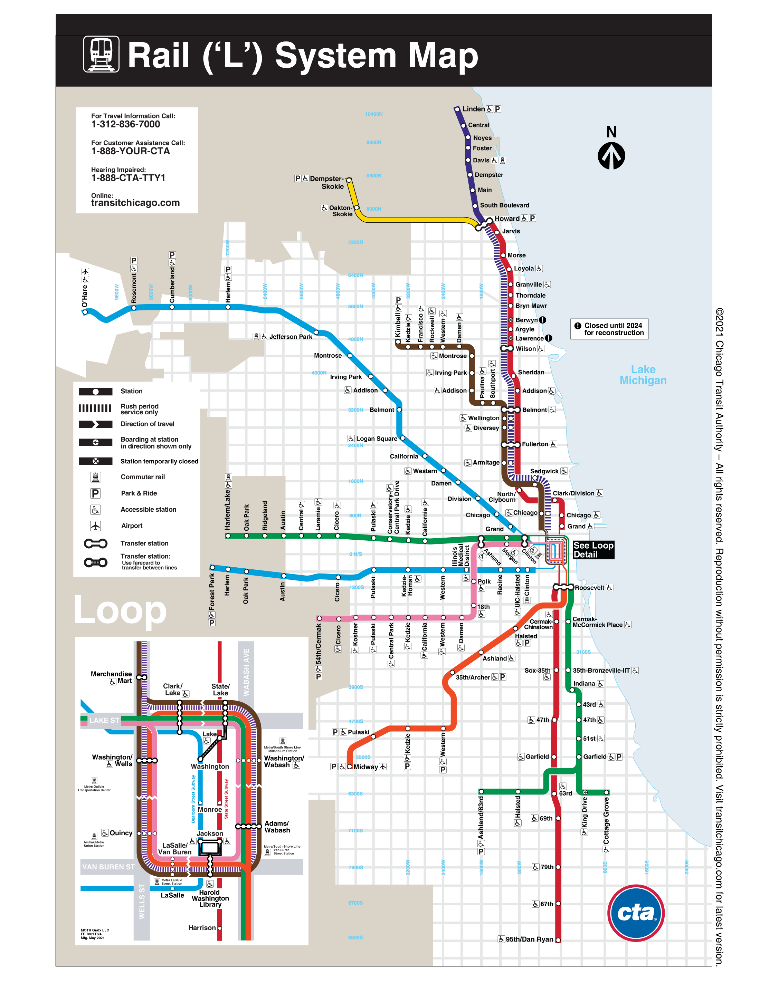 Rail (‘L’) System Map
For Travel Information Call:
1-312-836-7000
For Customer Assistance Call:
1-888-YOUR-CTA
Hearing Impaired:
1-888-CTA-TTY1
Online:
transitchicago.com
N
Linden
Central
Noyes
Foster
Davis
Dempster
Main
South Boulevard
Howard
Dempster-
Skokie
Oakton-
Skokie
Jarvis
Morse
Loyola
Granville
Thorndale
Bryn Mawr
Berwyn
Argyle
Lawrence
Wilson
Sheridan
Addison
Belmont
Fullerton
Closed until 2024
for reconstruction
Lake
Michigan
O'Hare
Rosemont
Cumberland
Harlem
Jefferson Park
Montrose
Irving Park
Addison
Belmont
Logan Square
California
Western
Damen
Division
Chicago
Grand
Kimball
Kedzie
Francisco
Rockwell
Western
Damen
Montrose
Irving Park
Addison
Paulina
Southport
Wellington
Diversey
Armitage
Sedgwick
Chicago
North/
Clybourn
Clark/Division
Chicago
Grand
See Loop
Detail
Station
Rush period
service only
Direction of travel
Boarding at station
in direction shown only
Station temporarily closed
Commuter rail
P
Park & Ride
Accessible station
Airport
Transfer station
Transfer station:
Use farecard to
transfer between lines
Harlem/Lake
Oak Park
Ridgeland
Austin
Central
Laramie
Cicero
Pulaski
Conservatory-
Central Park Drive
Kedzie
California
Ashland
Morgan
Clinton
Forest Park
Harlem
Oak Park
Austin
Cicero
Pulaski
Kedzie-
Homan
Western
Illinois
Medical
District
Racine
UIC-Halsted
Clinton
54th/Cermak
Cicero
Kostner
Pulaski
Central Park
Kedzie
California
Western
Damen
18th
Polk
Roosevelt
Cermak-
Chinatown
Cermak-
McCormick Place
Halsted
Ashland
35th/Archer
Western
Kedzie
Pulaski
Midway
Sox-35th
35th-Bronzeville-IIT
Indiana
43rd
47th
47th
51st
Garfield
Garfield
63rd
Ashland/63rd
Halsted
King Drive
Cottage Grove
69th
79th
87th
95th/Dan Ryan
Loop
Merchandise
Mart
Clark/
Lake
State/
Lake
WABASH AVE
LAKE ST
Lake
Washington/
Wells
Washington
Washington/
Wabash
Monroe
Quincy
Jackson
Adams/
Wabash
LaSalle/
Van Buren
VAN BUREN ST
WELLS ST
LaSalle
Harold
Washington
Library
Harrison
cta
©2021 Chicago Transit Authority – All rights reserved. Reproduction without permission is strictly prohibited. Visit transitchicago.com for latest version.